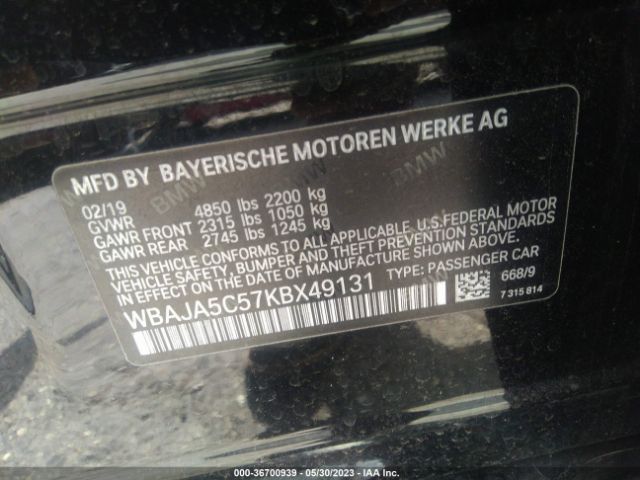 MFD BY BAYERISCHE MOTOREN WERKE AG
02/19
GVWR 4850 lbs 2200 kg
GAWR FRONT 2315 lbs 1050 kg
GAWR REAR 2745 lbs 1245 kg
THIS VEHICLE CONFORMS TO ALL APPLICABLE U.S.FEDERAL MOTOR
VEHICLE SAFETY, BUMPER AND THEFT PREVENTION STANDARDS
IN EFFECT ON THE DATE OF MANUFACTURE SHOWN ABOVE.
WBAJA5C57KBX49131 TYPE: PASSENGER CAR
668/9
7 315 814
000-36700939 - 05/30/2023 - IAA Inc.